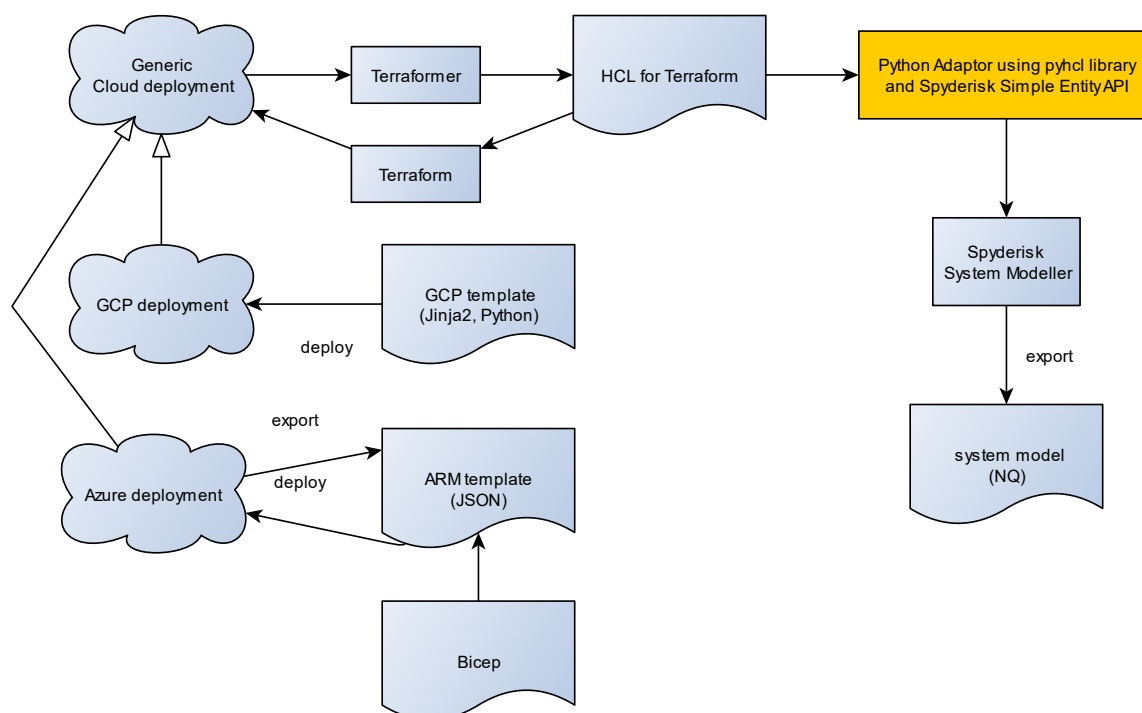 Generic
Cloud deployment
Terraformer
HCL for Terraform
Python Adaptor using pyhcl library
and Spyderisk Simple EntityAPI
Terraform
Spyderisk
System Modeller
GCP deployment
GCP template
(Jinja2, Python)
deploy
export
export
deploy
Azure deployment
ARM template
(JSON)
system model
(NQ)
Bicep